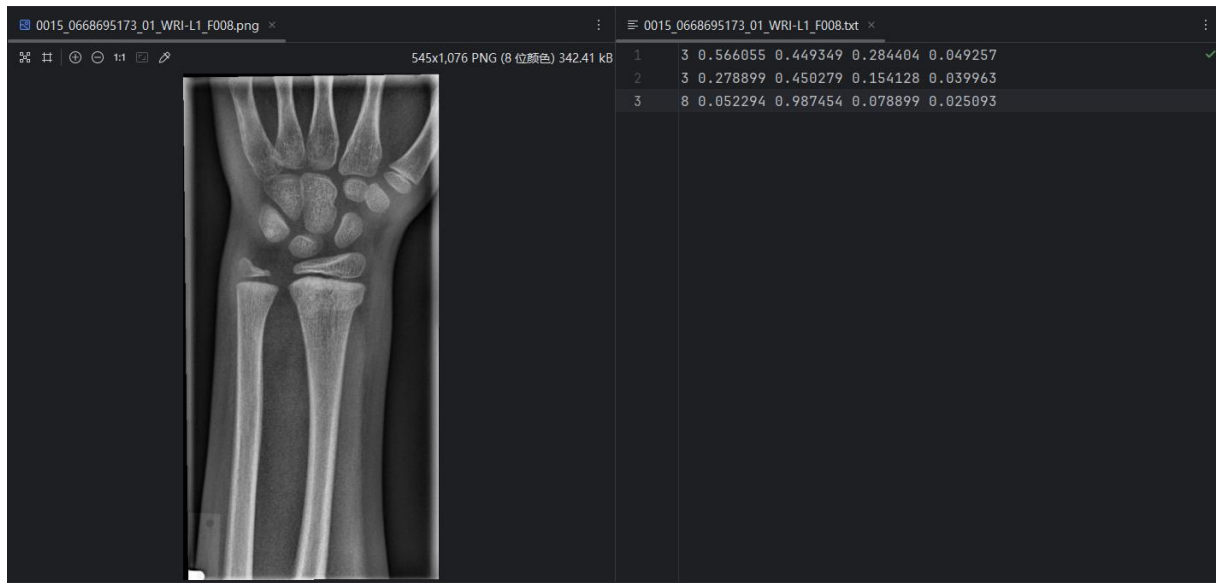 0015_0668695173_01_WRI-L1_F008.png ×
0015_0668695173_01_WRI-L1_F008.txt ×
1:1
545x1,076 PNG (8 位颜色) 342.41 kB
1 3 0.566055 0.449349 0.284404 0.049257
2 3 0.278899 0.450279 0.154128 0.039963
3 8 0.052294 0.987454 0.078899 0.025093